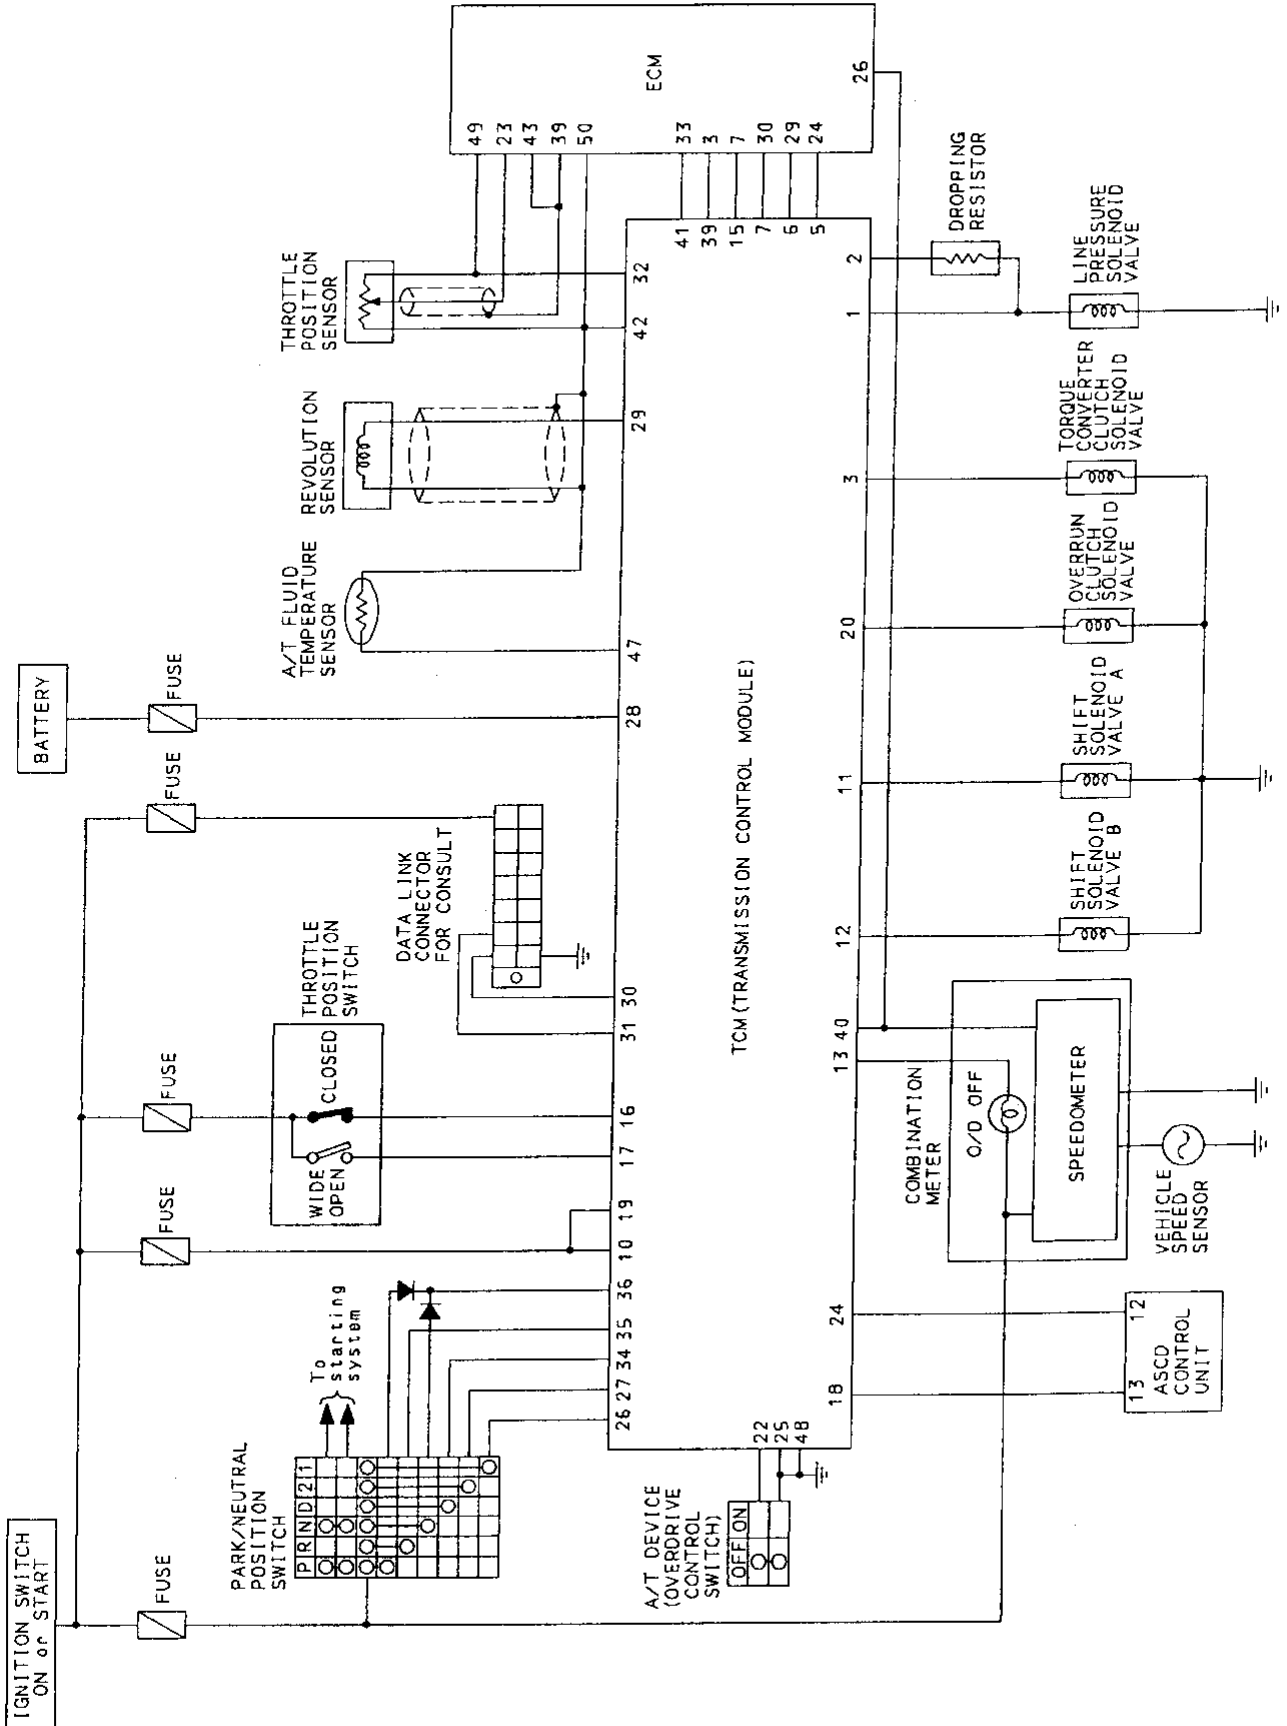 IGNITION SWITCH
ON or START
FUSE
FUSE
FUSE
FUSE
BATTERY
FUSE
PARK/NEUTRAL
POSITION
SWITCH
P R N D 2 1
To
starting
system
WIDE
OPEN
CLOSED
THROTTLE
POSITION
SWITCH
DATA LINK
CONNECTOR
FOR CONSULT
A/T FLUID
TEMPERATURE
SENSOR
REVOLUTION
SENSOR
THROTTLE
POSITION
SENSOR
26 27 34 35 36 10 19 17 16 31 30 28 47 29 42 32
49
23
43
39
50
33
3
7
30
29
24
ECM
26
41
39
15
7
6
5
TCM(TRANSMISSION CONTROL MODULE)
A/T DEVICE
(OVERDRIVE
CONTROL
SWITCH)
OFF ON
22
25
48
18 24 13 40 12 11 20 3 1 2
13 12
ASCD
CONTROL
UNIT
COMBINATION
METER
O/D OFF
SPEEDOMETER
VEHICLE
SPEED
SENSOR
SHIFT
SOLENOID
VALVE B
SHIFT
SOLENOID
VALVE A
OVERRUN
CLUTCH
SOLENOID
VALVE
TORQUE
CONVERTER
CLUTCH
SOLENOID
VALVE
LINE
PRESSURE
SOLENOID
VALVE
DROPPING
RESISTOR